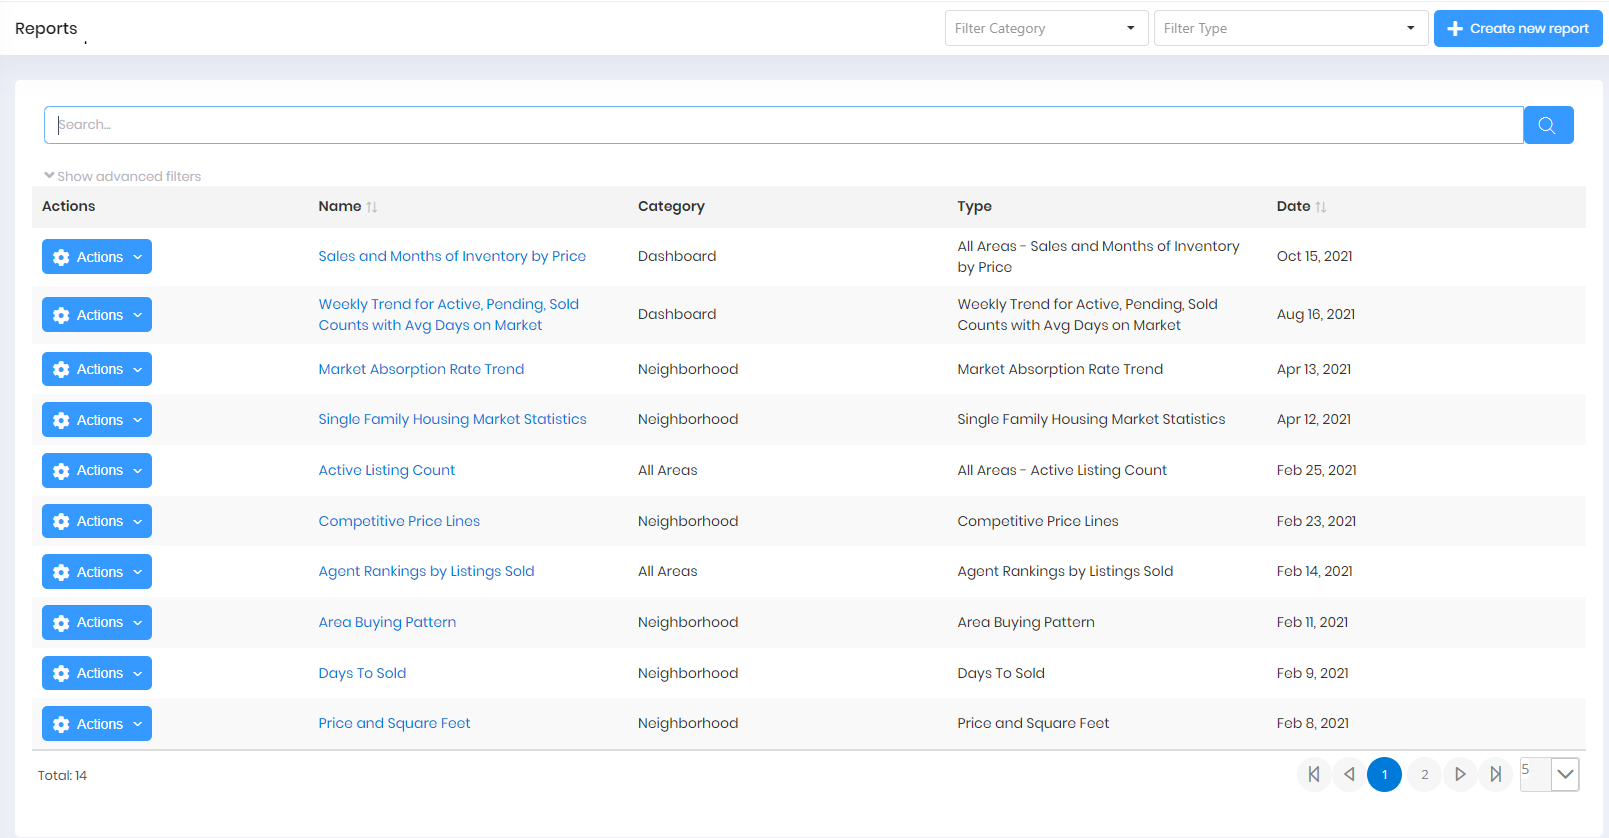 Reports
Filter Category
Filter Type
Create new report
Search...
Show advanced filters
Actions Name Category Type Date
Actions Sales and Months of Inventory by Price Dashboard All Areas - Sales and Months of Inventory by Price Oct 15, 2021
Actions Weekly Trend for Active, Pending, Sold Counts with Avg Days on Market Dashboard Weekly Trend for Active, Pending, Sold Counts with Avg Days on Market Aug 16, 2021
Actions Market Absorption Rate Trend Neighborhood Market Absorption Rate Trend Apr 13, 2021
Actions Single Family Housing Market Statistics Neighborhood Single Family Housing Market Statistics Apr 12, 2021
Actions Active Listing Count All Areas All Areas - Active Listing Count Feb 25, 2021
Actions Competitive Price Lines Neighborhood Competitive Price Lines Feb 23, 2021
Actions Agent Rankings by Listings Sold All Areas Agent Rankings by Listings Sold Feb 14, 2021
Actions Area Buying Pattern Neighborhood Area Buying Pattern Feb 11, 2021
Actions Days To Sold Neighborhood Days To Sold Feb 9, 2021
Actions Price and Square Feet Neighborhood Price and Square Feet Feb 8, 2021
Total: 14
1 2 5